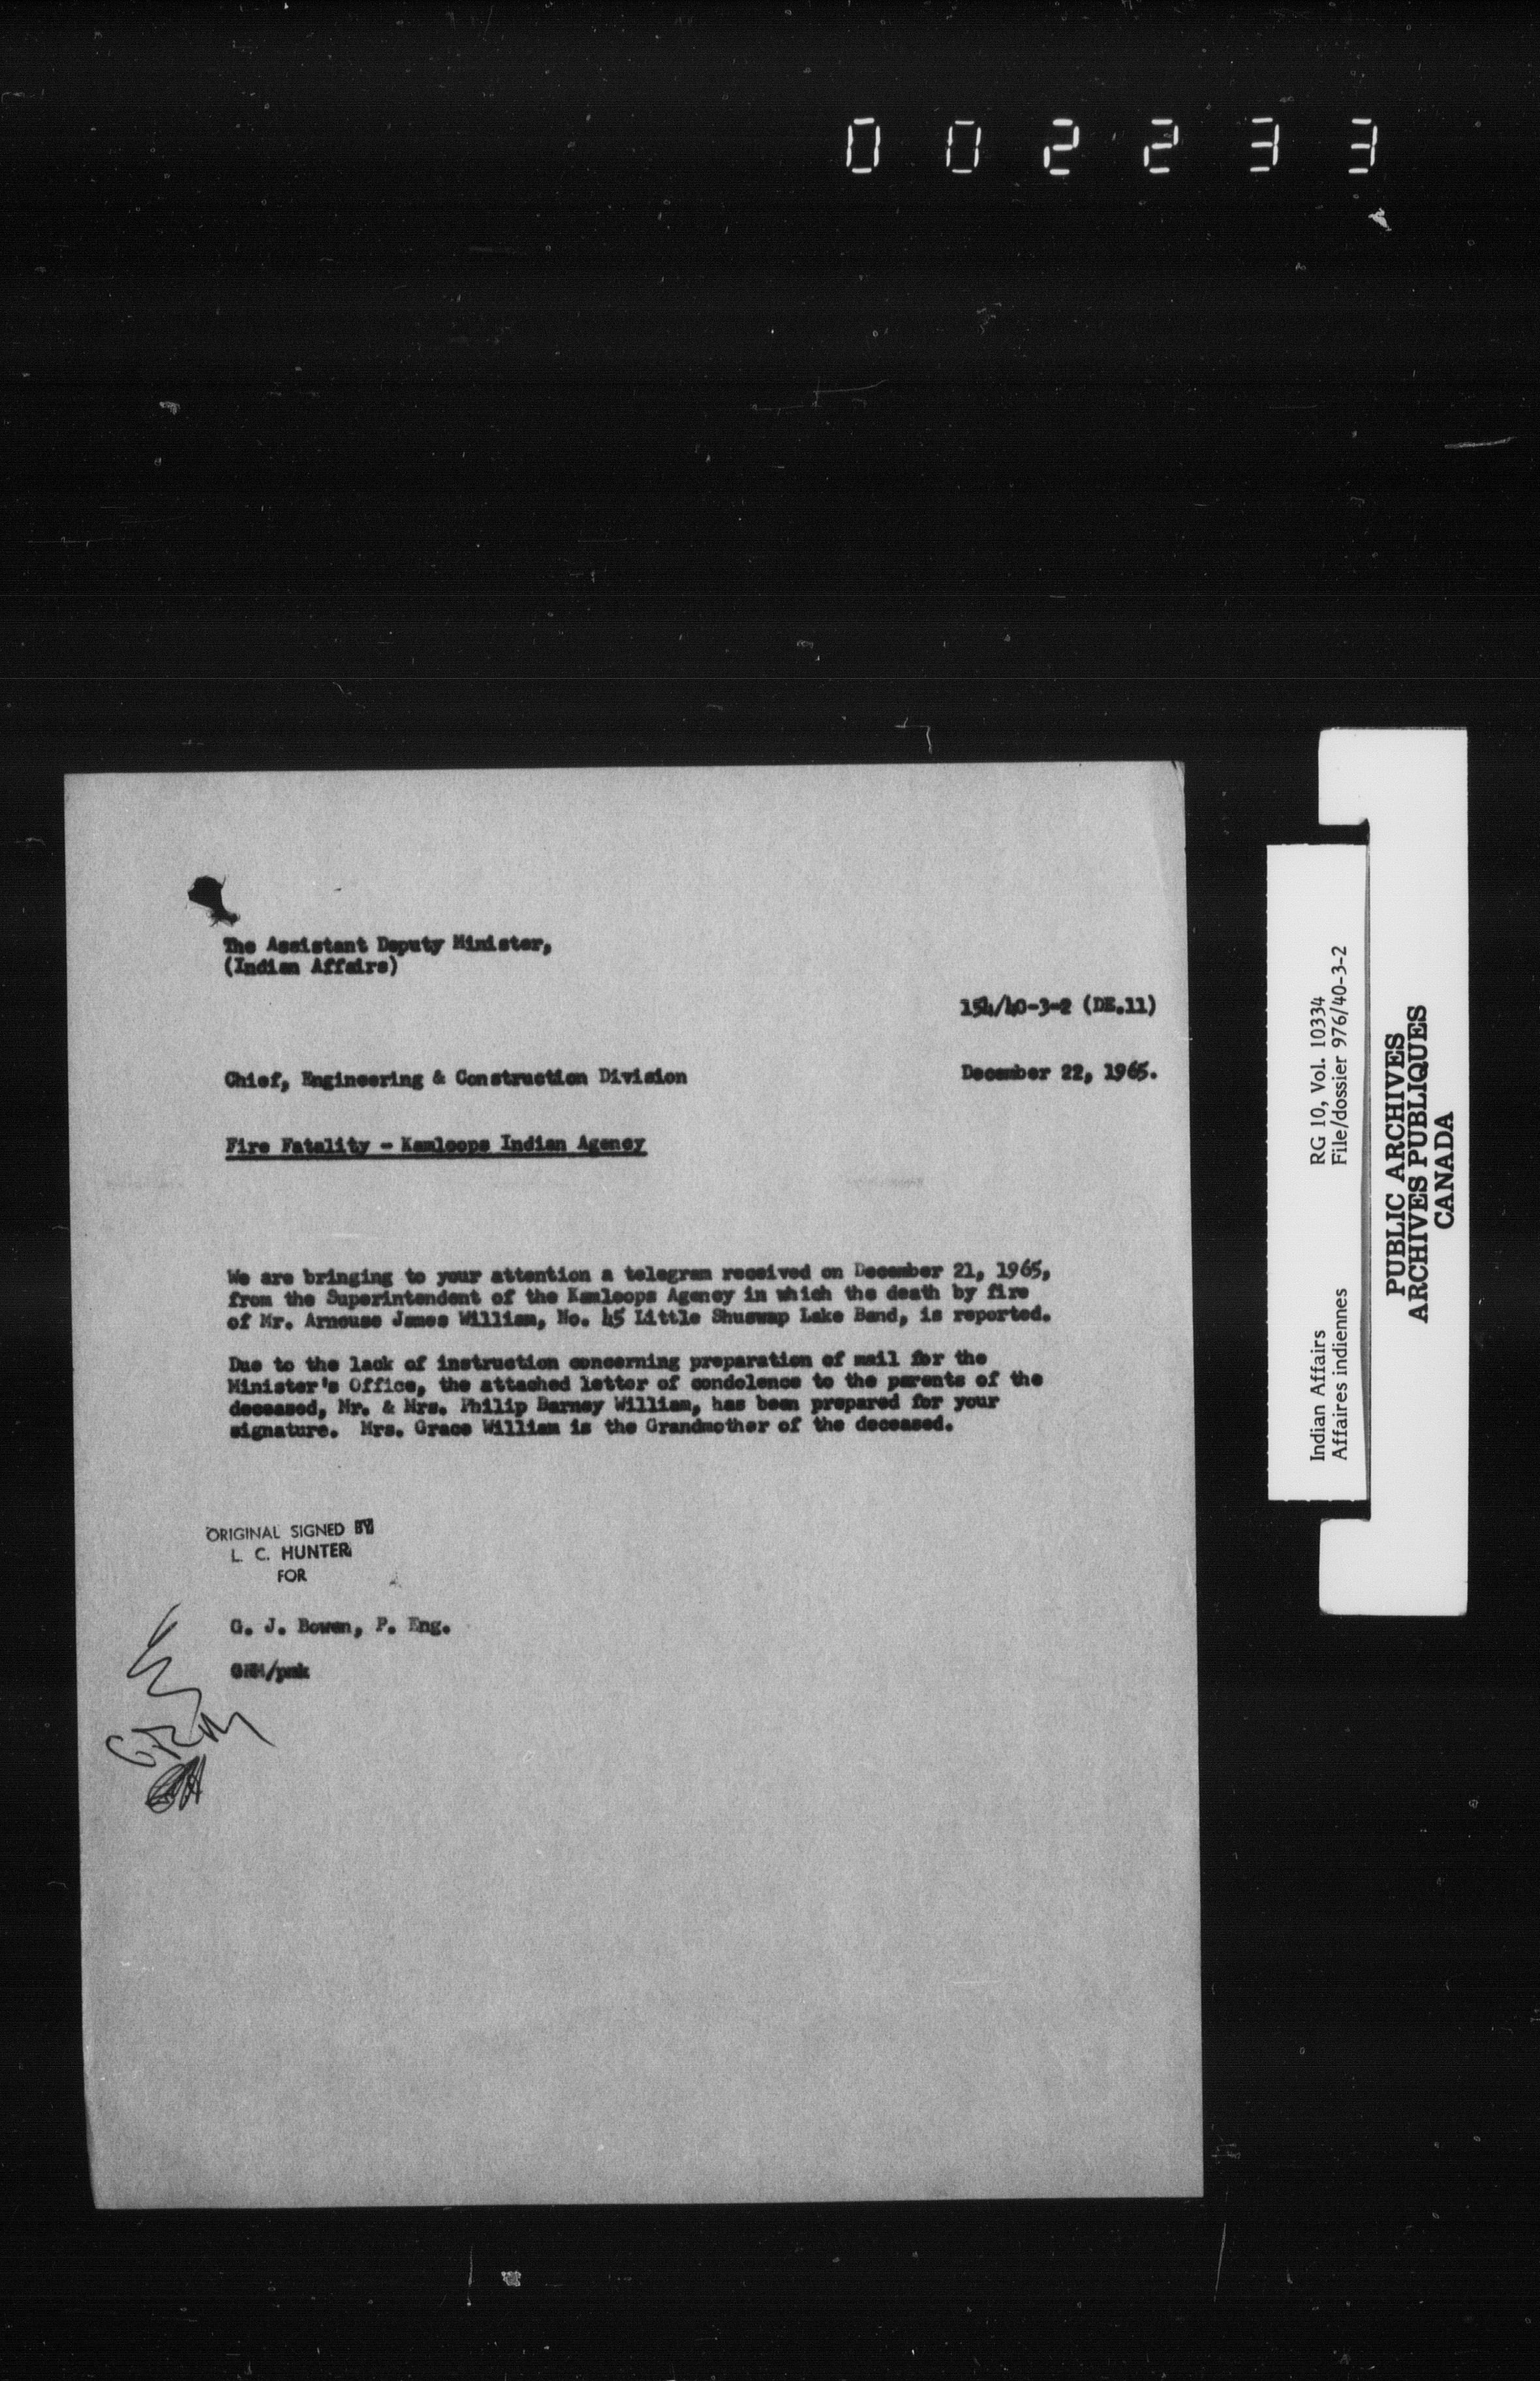 002233
The Assistant Deputy Minister,
(Indian Affairs)
154/40-3-2 (DE.11)
Chief, Engineering & Construction Division
December 22, 1965.
Fire Fatality - Kamloops Indian Agency
We are bringing to your attention a telegram received on December 21, 1965,
from the Superintendent of the Kamloops Agency in which the death by fire
of Mr. Arnouse James William, No. 45 Little Shuswap Lake Band, is reported.
Due to the lack of instruction concerning preparation of mail for the
Minister's Office, the attached letter of condolence to the parents of the
deceased, Mr. & Mrs. Philip Barney William, has been prepared for your
signature. Mrs. Grace William is the Grandmother of the deceased.
ORIGINAL SIGNED BY
L. C. HUNTER
FOR
G. J. Bowen, P. Eng.
GRM/pmk
GRM
Indian Affairs RG 10, Vol. 10334
Affaires indiennes File/dossier 976/40-3-2
PUBLIC ARCHIVES
ARCHIVES PUBLIQUES
CANADA